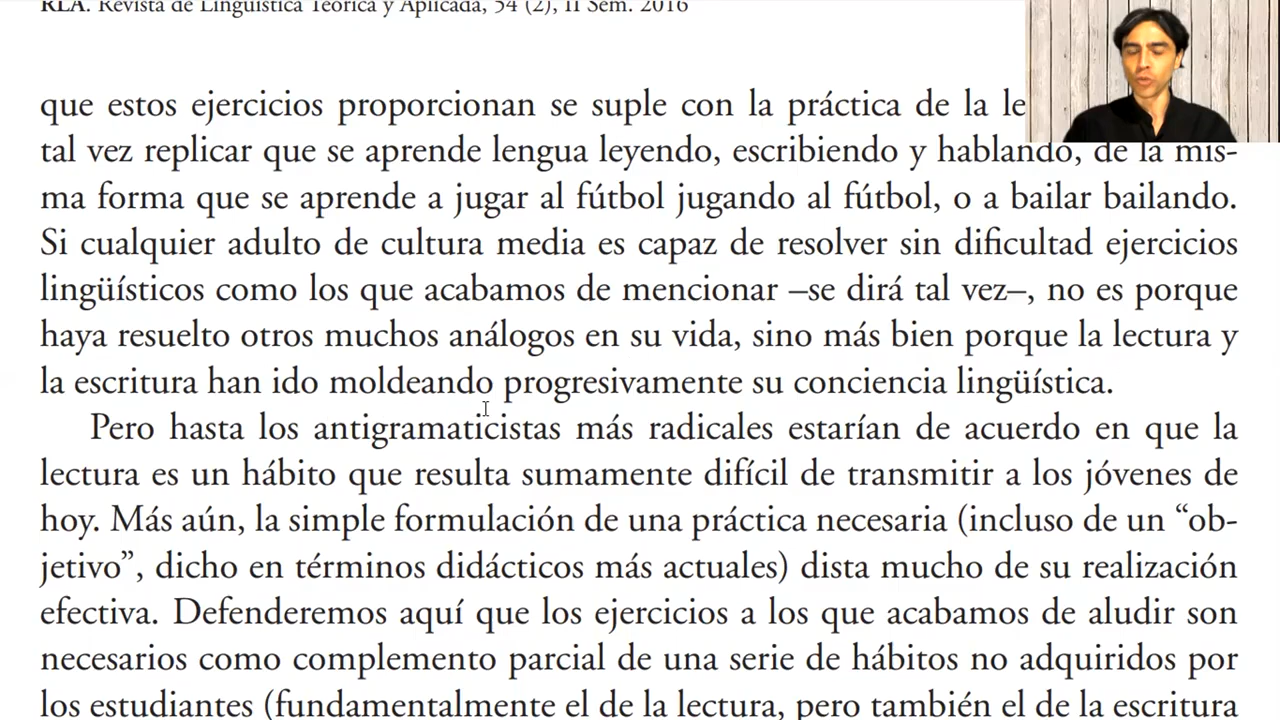 RLA. Revista de Lingüística Teórica y Aplicada, 54 (2), II Sem. 2016
que estos ejercicios proporcionan se suple con la práctica de la
tal vez replicar que se aprende lengua leyendo, escribiendo y hablando, de la mis-
ma forma que se aprende a jugar al fútbol jugando al fútbol, o a bailar bailando.
Si cualquier adulto de cultura media es capaz de resolver sin dificultad ejercicios
lingüísticos como los que acabamos de mencionar –se dirá tal vez–, no es porque
haya resuelto otros muchos análogos en su vida, sino más bien porque la lectura y
la escritura han ido moldeando progresivamente su conciencia lingüística.
Pero hasta los antigramaticistas más radicales estarían de acuerdo en que la
lectura es un hábito que resulta sumamente difícil de transmitir a los jóvenes de
hoy. Más aún, la simple formulación de una práctica necesaria (incluso de un “ob-
jetivo”, dicho en términos didácticos más actuales) dista mucho de su realización
efectiva. Defenderemos aquí que los ejercicios a los que acabamos de aludir son
necesarios como complemento parcial de una serie de hábitos no adquiridos por
los estudiantes (fundamentalmente el de la lectura, pero también el de la escritura